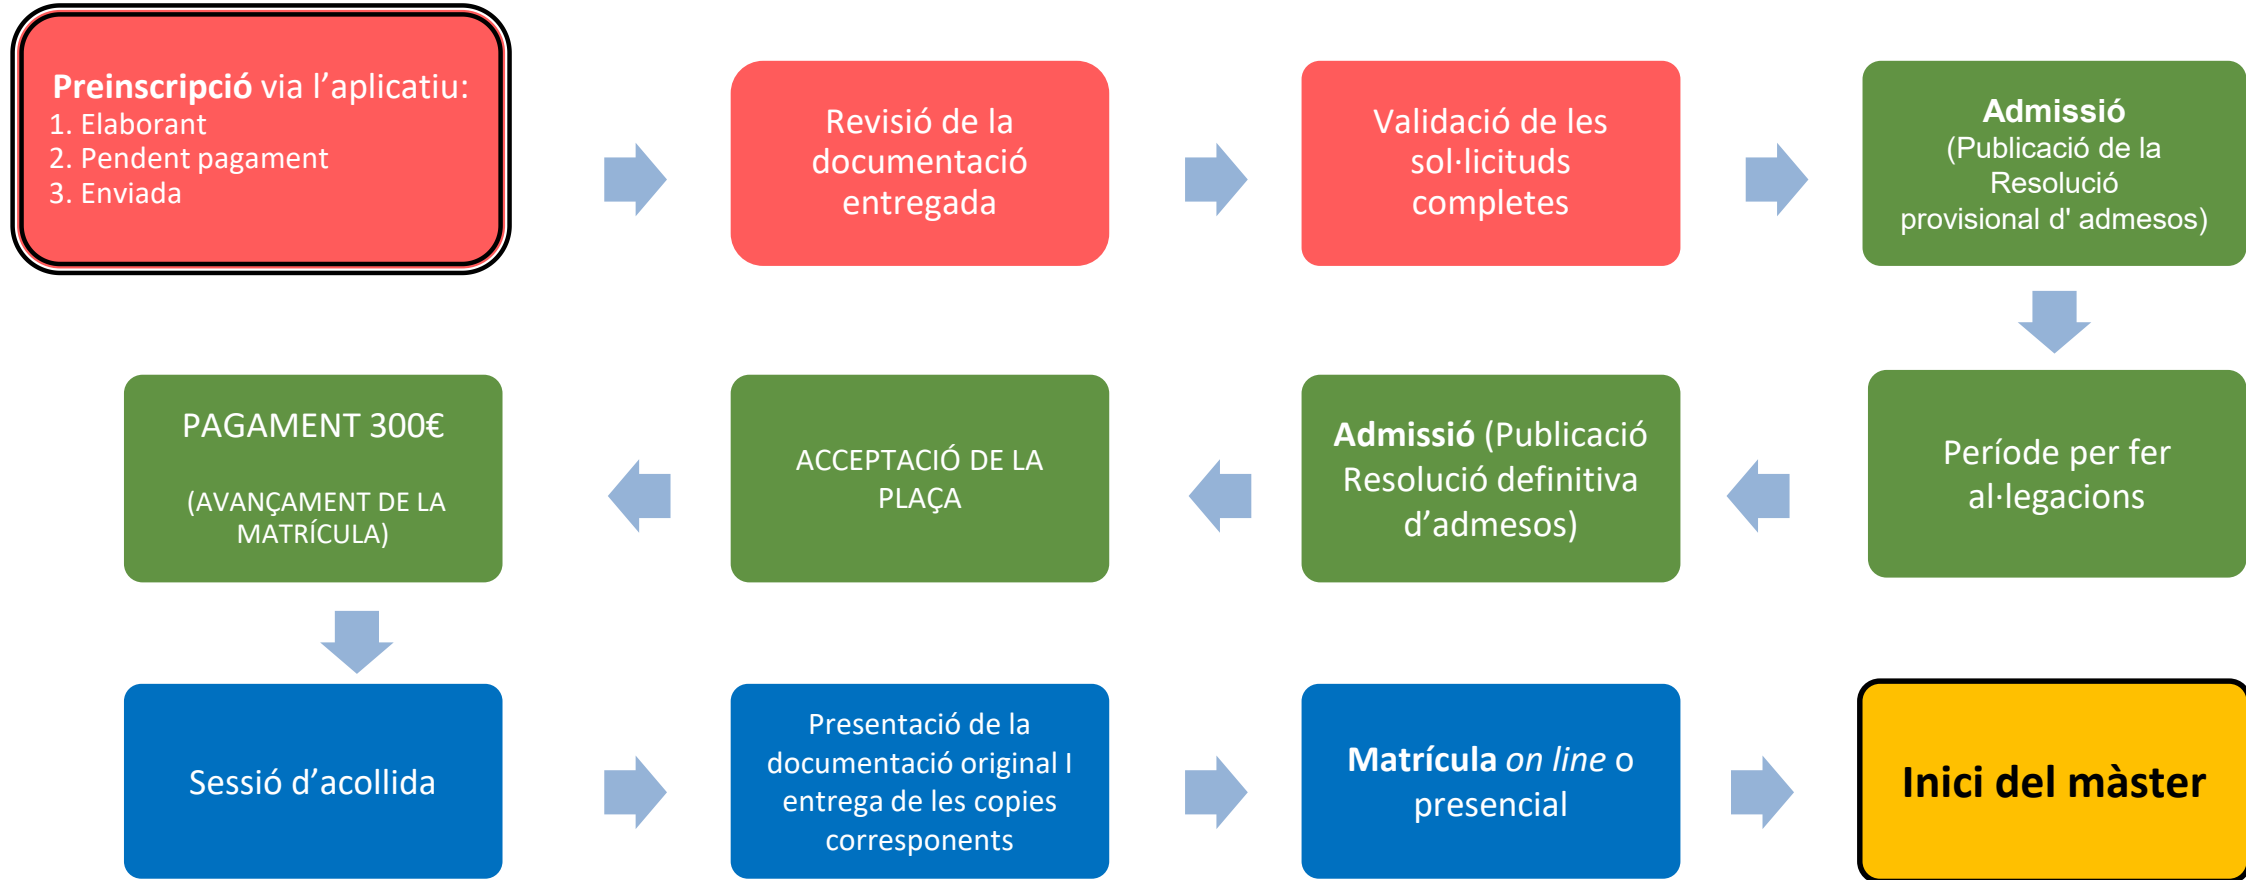 Preinscripció via l’aplicatiu:
1. Elaborant
2. Pendent pagament
3. Enviada
Revisió de la
documentació
entregada
Validació de les
sol·licituds
completes
Admissió
(Publicació de la
Resolució
provisional d' admesos)
Període per fer
al·legacions
Admissió (Publicació
Resolució definitiva
d’admesos)
ACCEPTACIÓ DE LA
PLAÇA
PAGAMENT 300€
(AVANÇAMENT DE LA
MATRÍCULA)
Sessió d’acollida
Presentació de la
documentació original I
entrega de les copies
corresponents
Matrícula on line o
presencial
Inici del màster